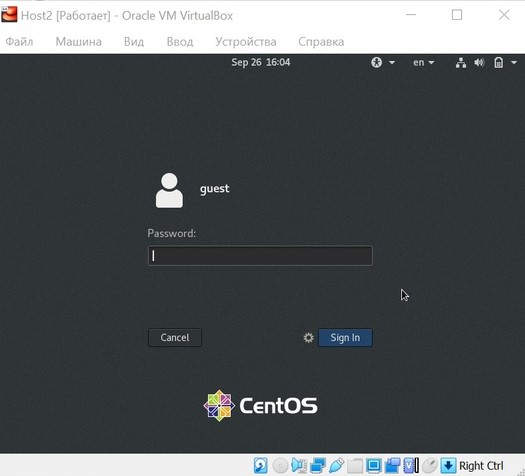 Host2 [Работает] - Oracle VM VirtualBox
Файл Машина Вид Ввод Устройства Справка
Sep 26 16:04 en
guest
Password:
Cancel Sign In
CentOS
Right Ctrl